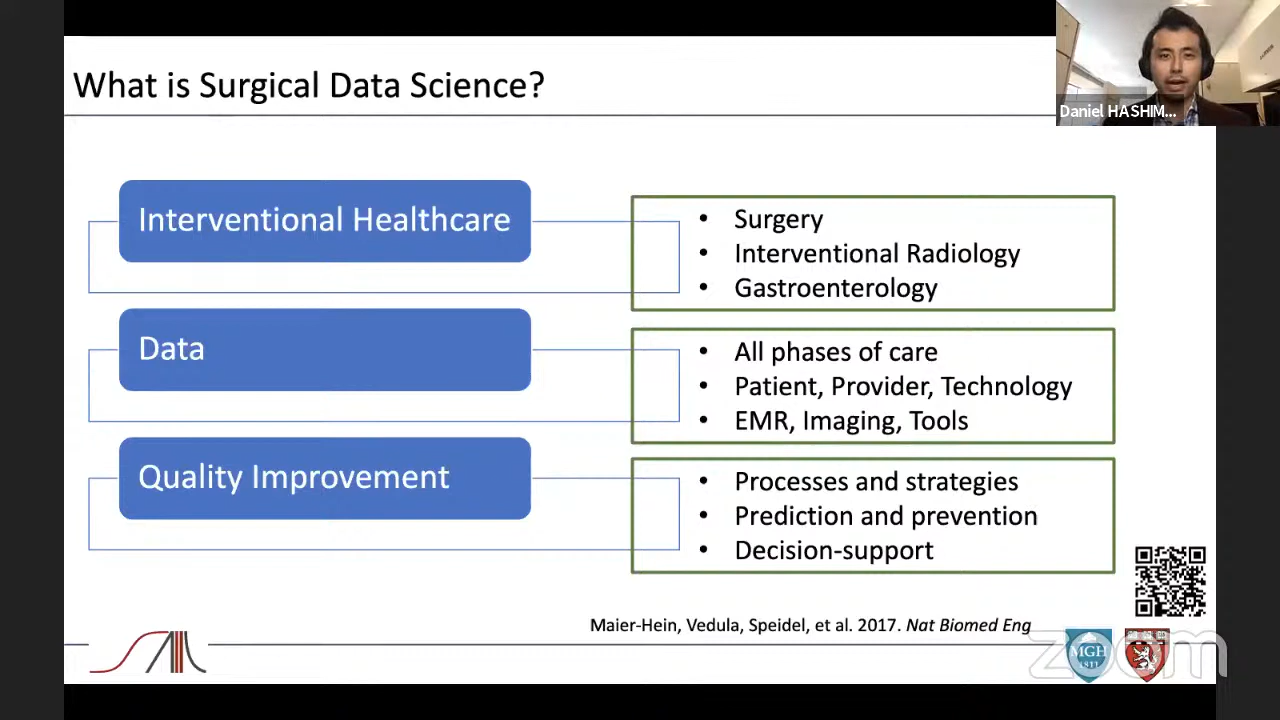 What is Surgical Data Science?
Daniel HASHIM...
Interventional Healthcare
• Surgery
• Interventional Radiology
• Gastroenterology
Data
• All phases of care
• Patient, Provider, Technology
• EMR, Imaging, Tools
Quality Improvement
• Processes and strategies
• Prediction and prevention
• Decision-support
Maier-Hein, Vedula, Speidel, et al. 2017. Nat Biomed Eng
MGH
1811
zoom